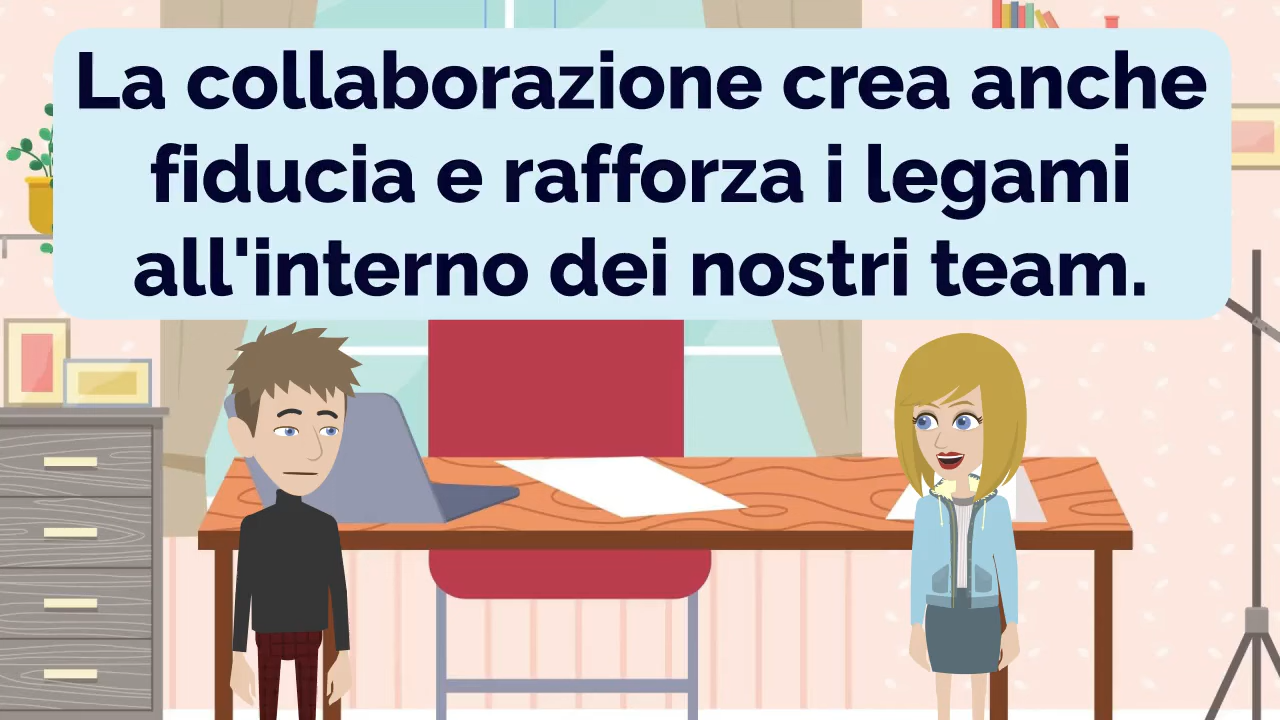 La collaborazione crea anche
fiducia e rafforza i legami
all'interno dei nostri team.